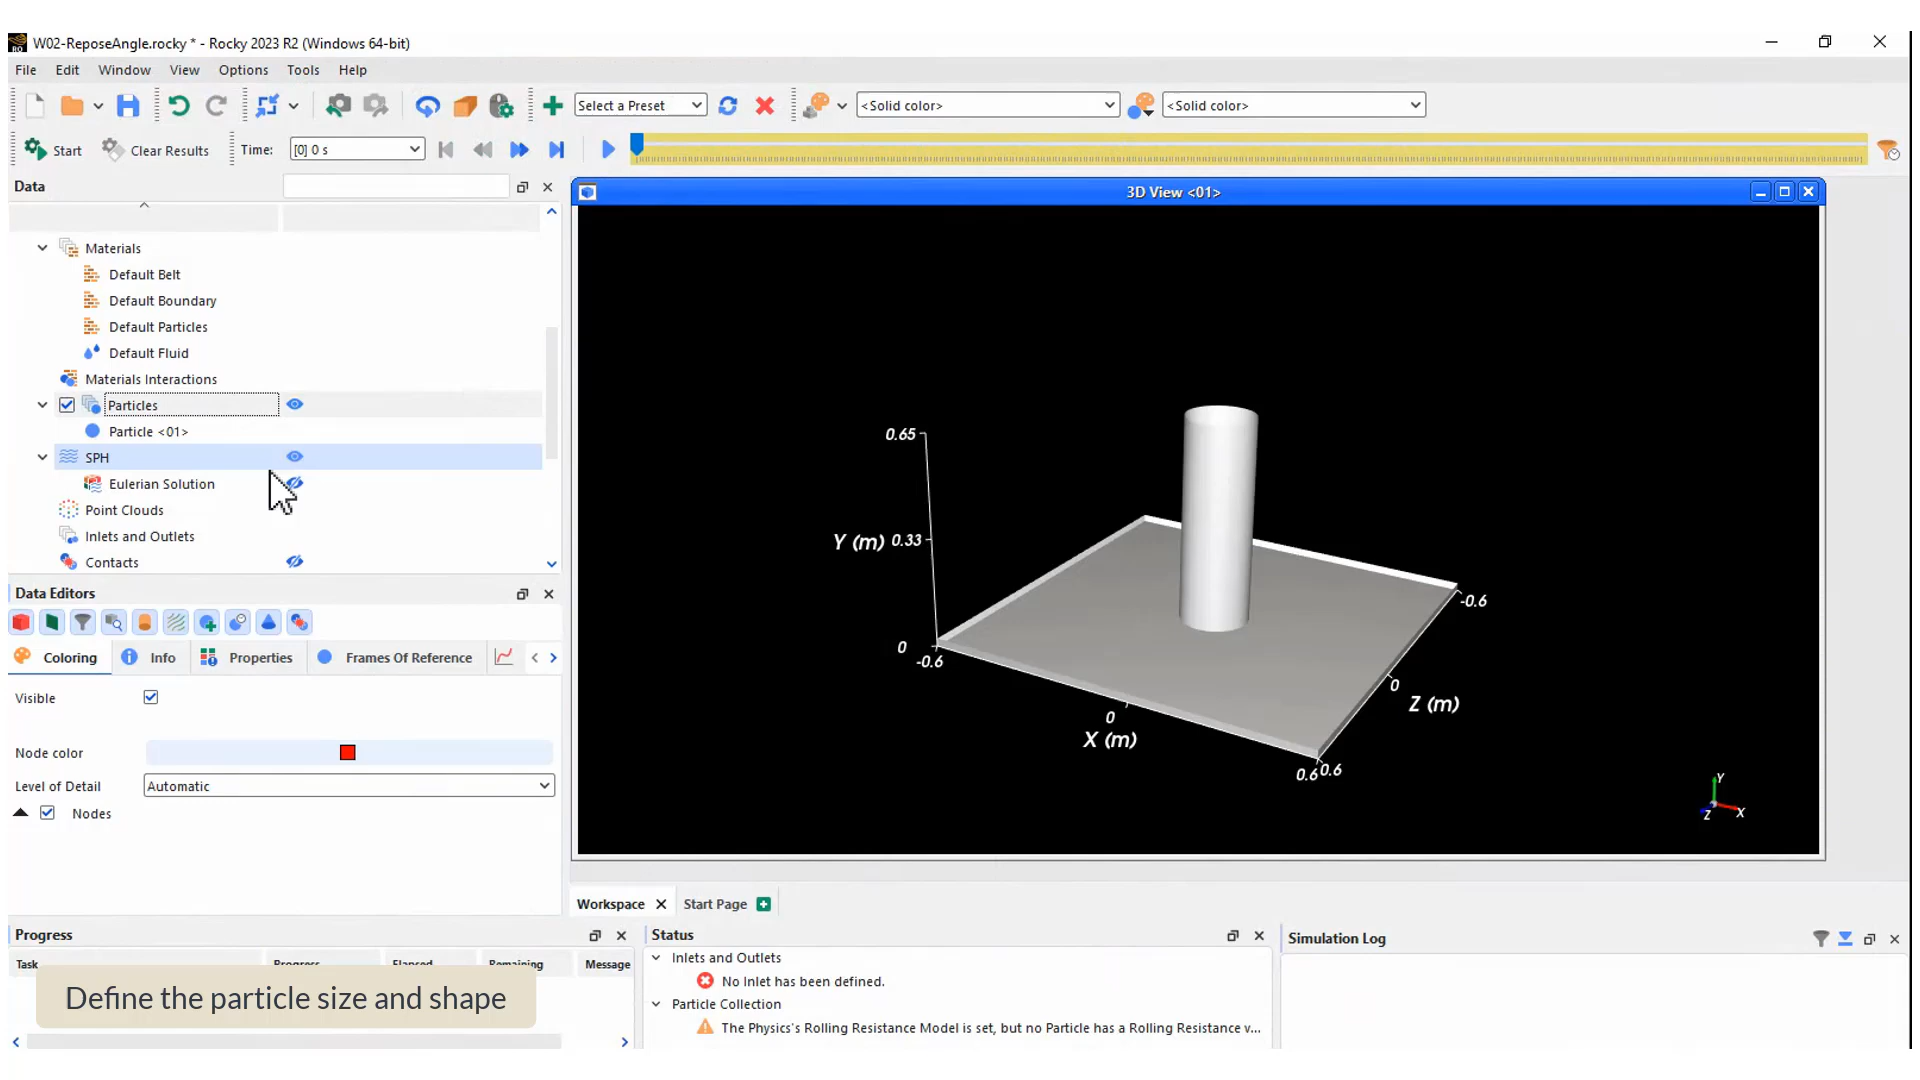 W02-ReposeAngle.rocky * - Rocky 2023 R2 (Windows 64-bit)
File Edit Window View Options Tools Help
Select a Preset <Solid color> <Solid color>
Start Clear Results Time: [0] 0 s
Data
3D View <01>
Materials
Default Belt
Default Boundary
Default Particles
Default Fluid
Materials Interactions
Particles
Particle <01>
SPH
Eulerian Solution
Point Clouds
Inlets and Outlets
Contacts
0.65
Y (m) 0.33
0
-0.6
0
X (m)
0.6
0.6
0
Z (m)
-0.6
Y
X
Z
Data Editors
Coloring Info Properties Frames Of Reference
Visible
Node color
Level of Detail Automatic
Nodes
Workspace Start Page
Progress
Task Progress Elapsed Remaining Message
Define the particle size and shape
Status
Inlets and Outlets
No Inlet has been defined.
Particle Collection
The Physics's Rolling Resistance Model is set, but no Particle has a Rolling Resistance v...
Simulation Log